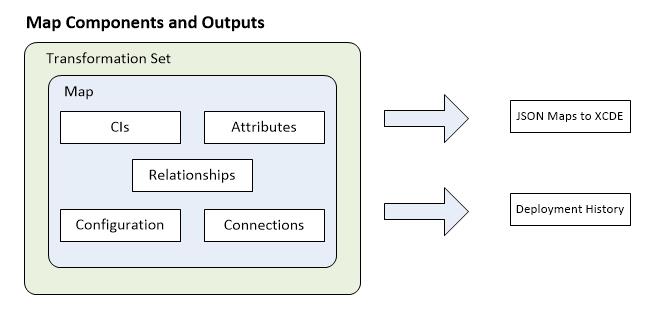 Map Components and Outputs
Transformation Set
Map
CIs
Attributes
Relationships
Configuration
Connections
JSON Maps to XCDE
Deployment History